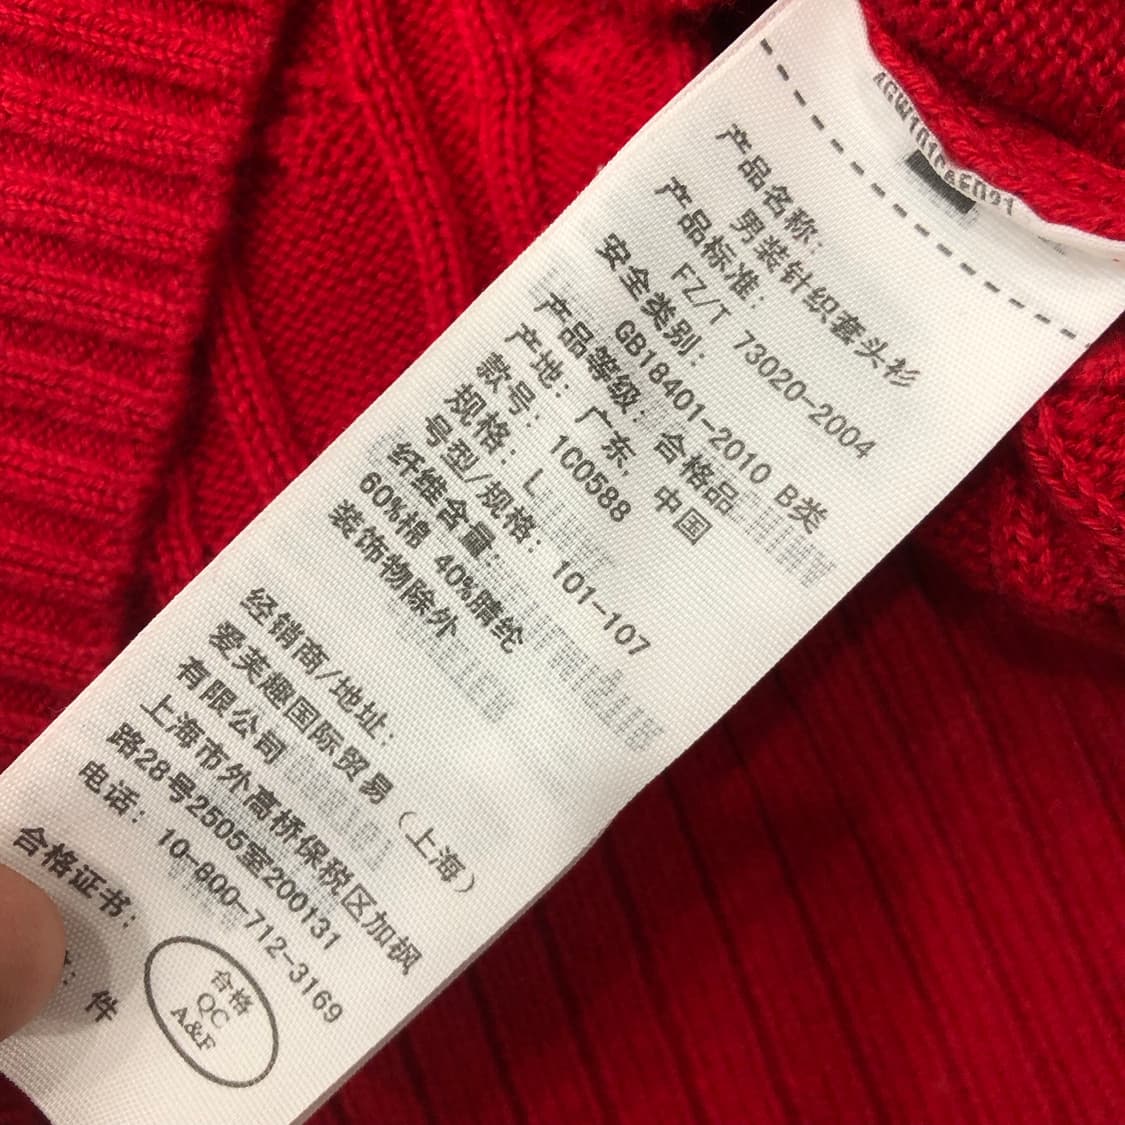 产品名称:
男装针织套头衫
产品标准:
FZ/T 73020-2004
安全类别:
GB18401-2010 B类
产品等级: 合格品
产地: 广东, 中国
款号: 1C0588
规格: L
号型/规格: 101-107
纤维含量:
60%棉 40%腈纶
装饰物除外
经销商/地址:
爱芙趣国际贸易(上海)
有限公司
上海市外高桥保税区加枫
路28号2505室200131
电话: 10-800-712-3169
合格证书:
件
合格
QC
A&F